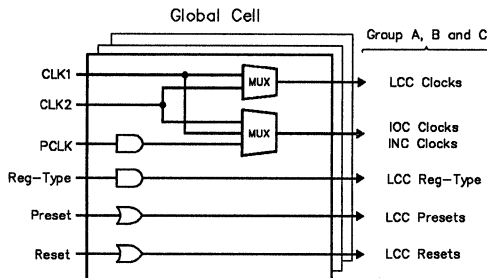 Global Cell
Group A, B and C
CLK1
MUX
LCC Clocks
CLK2
MUX
IOC Clocks
INC Clocks
PCLK
Reg-Type
LCC Reg-Type
Preset
LCC Presets
Reset
LCC Resets